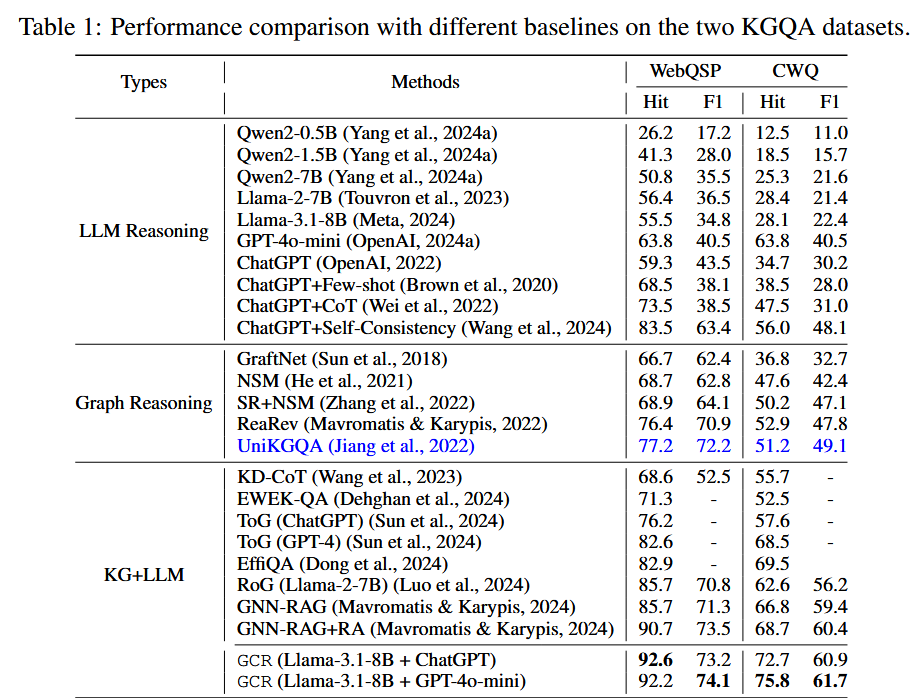 Table 1: Performance comparison with different baselines on the two KGQA datasets.
Types Methods WebQSP CWQ
Hit F1 Hit F1
LLM Reasoning
Qwen2-0.5B (Yang et al., 2024a) 26.2 17.2 12.5 11.0
Qwen2-1.5B (Yang et al., 2024a) 41.3 28.0 18.5 15.7
Qwen2-7B (Yang et al., 2024a) 50.8 35.5 25.3 21.6
Llama-2-7B (Touvron et al., 2023) 56.4 36.5 28.4 21.4
Llama-3.1-8B (Meta, 2024) 55.5 34.8 28.1 22.4
GPT-4o-mini (OpenAI, 2024a) 63.8 40.5 63.8 40.5
ChatGPT (OpenAI, 2022) 59.3 43.5 34.7 30.2
ChatGPT+Few-shot (Brown et al., 2020) 68.5 38.1 38.5 28.0
ChatGPT+CoT (Wei et al., 2022) 73.5 38.5 47.5 31.0
ChatGPT+Self-Consistency (Wang et al., 2024) 83.5 63.4 56.0 48.1
Graph Reasoning
GraftNet (Sun et al., 2018) 66.7 62.4 36.8 32.7
NSM (He et al., 2021) 68.7 62.8 47.6 42.4
SR+NSM (Zhang et al., 2022) 68.9 64.1 50.2 47.1
ReaRev (Mavromatis & Karypis, 2022) 76.4 70.9 52.9 47.8
UniKGQA (Jiang et al., 2022) 77.2 72.2 51.2 49.1
KG+LLM
KD-CoT (Wang et al., 2023) 68.6 52.5 55.7 -
EWEK-QA (Dehghan et al., 2024) 71.3 - 52.5 -
ToG (ChatGPT) (Sun et al., 2024) 76.2 - 57.6 -
ToG (GPT-4) (Sun et al., 2024) 82.6 - 68.5 -
EffiQA (Dong et al., 2024) 82.9 - 69.5
RoG (Llama-2-7B) (Luo et al., 2024) 85.7 70.8 62.6 56.2
GNN-RAG (Mavromatis & Karypis, 2024) 85.7 71.3 66.8 59.4
GNN-RAG+RA (Mavromatis & Karypis, 2024) 90.7 73.5 68.7 60.4
GCR (Llama-3.1-8B + ChatGPT) 92.6 73.2 72.7 60.9
GCR (Llama-3.1-8B + GPT-4o-mini) 92.2 74.1 75.8 61.7